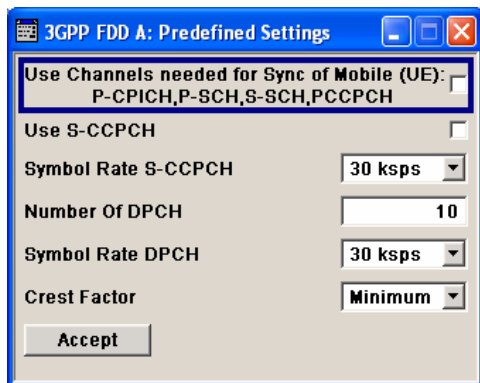 3GPP FDD A: Predefined Settings
Use Channels needed for Sync of Mobile (UE):
P-CPICH,P-SCH,S-SCH,PCCPCH
Use S-CCPCH
Symbol Rate S-CCPCH 30 ksps
Number Of DPCH 10
Symbol Rate DPCH 30 ksps
Crest Factor Minimum
Accept